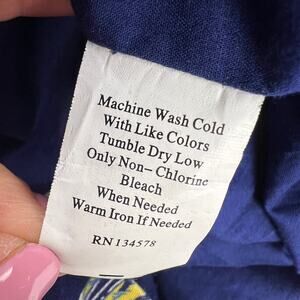 Machine Wash Cold
With Like Colors
Tumble Dry Low
Only Non– Chlorine
Bleach
When Needed
Warm Iron If Needed
RN 134578